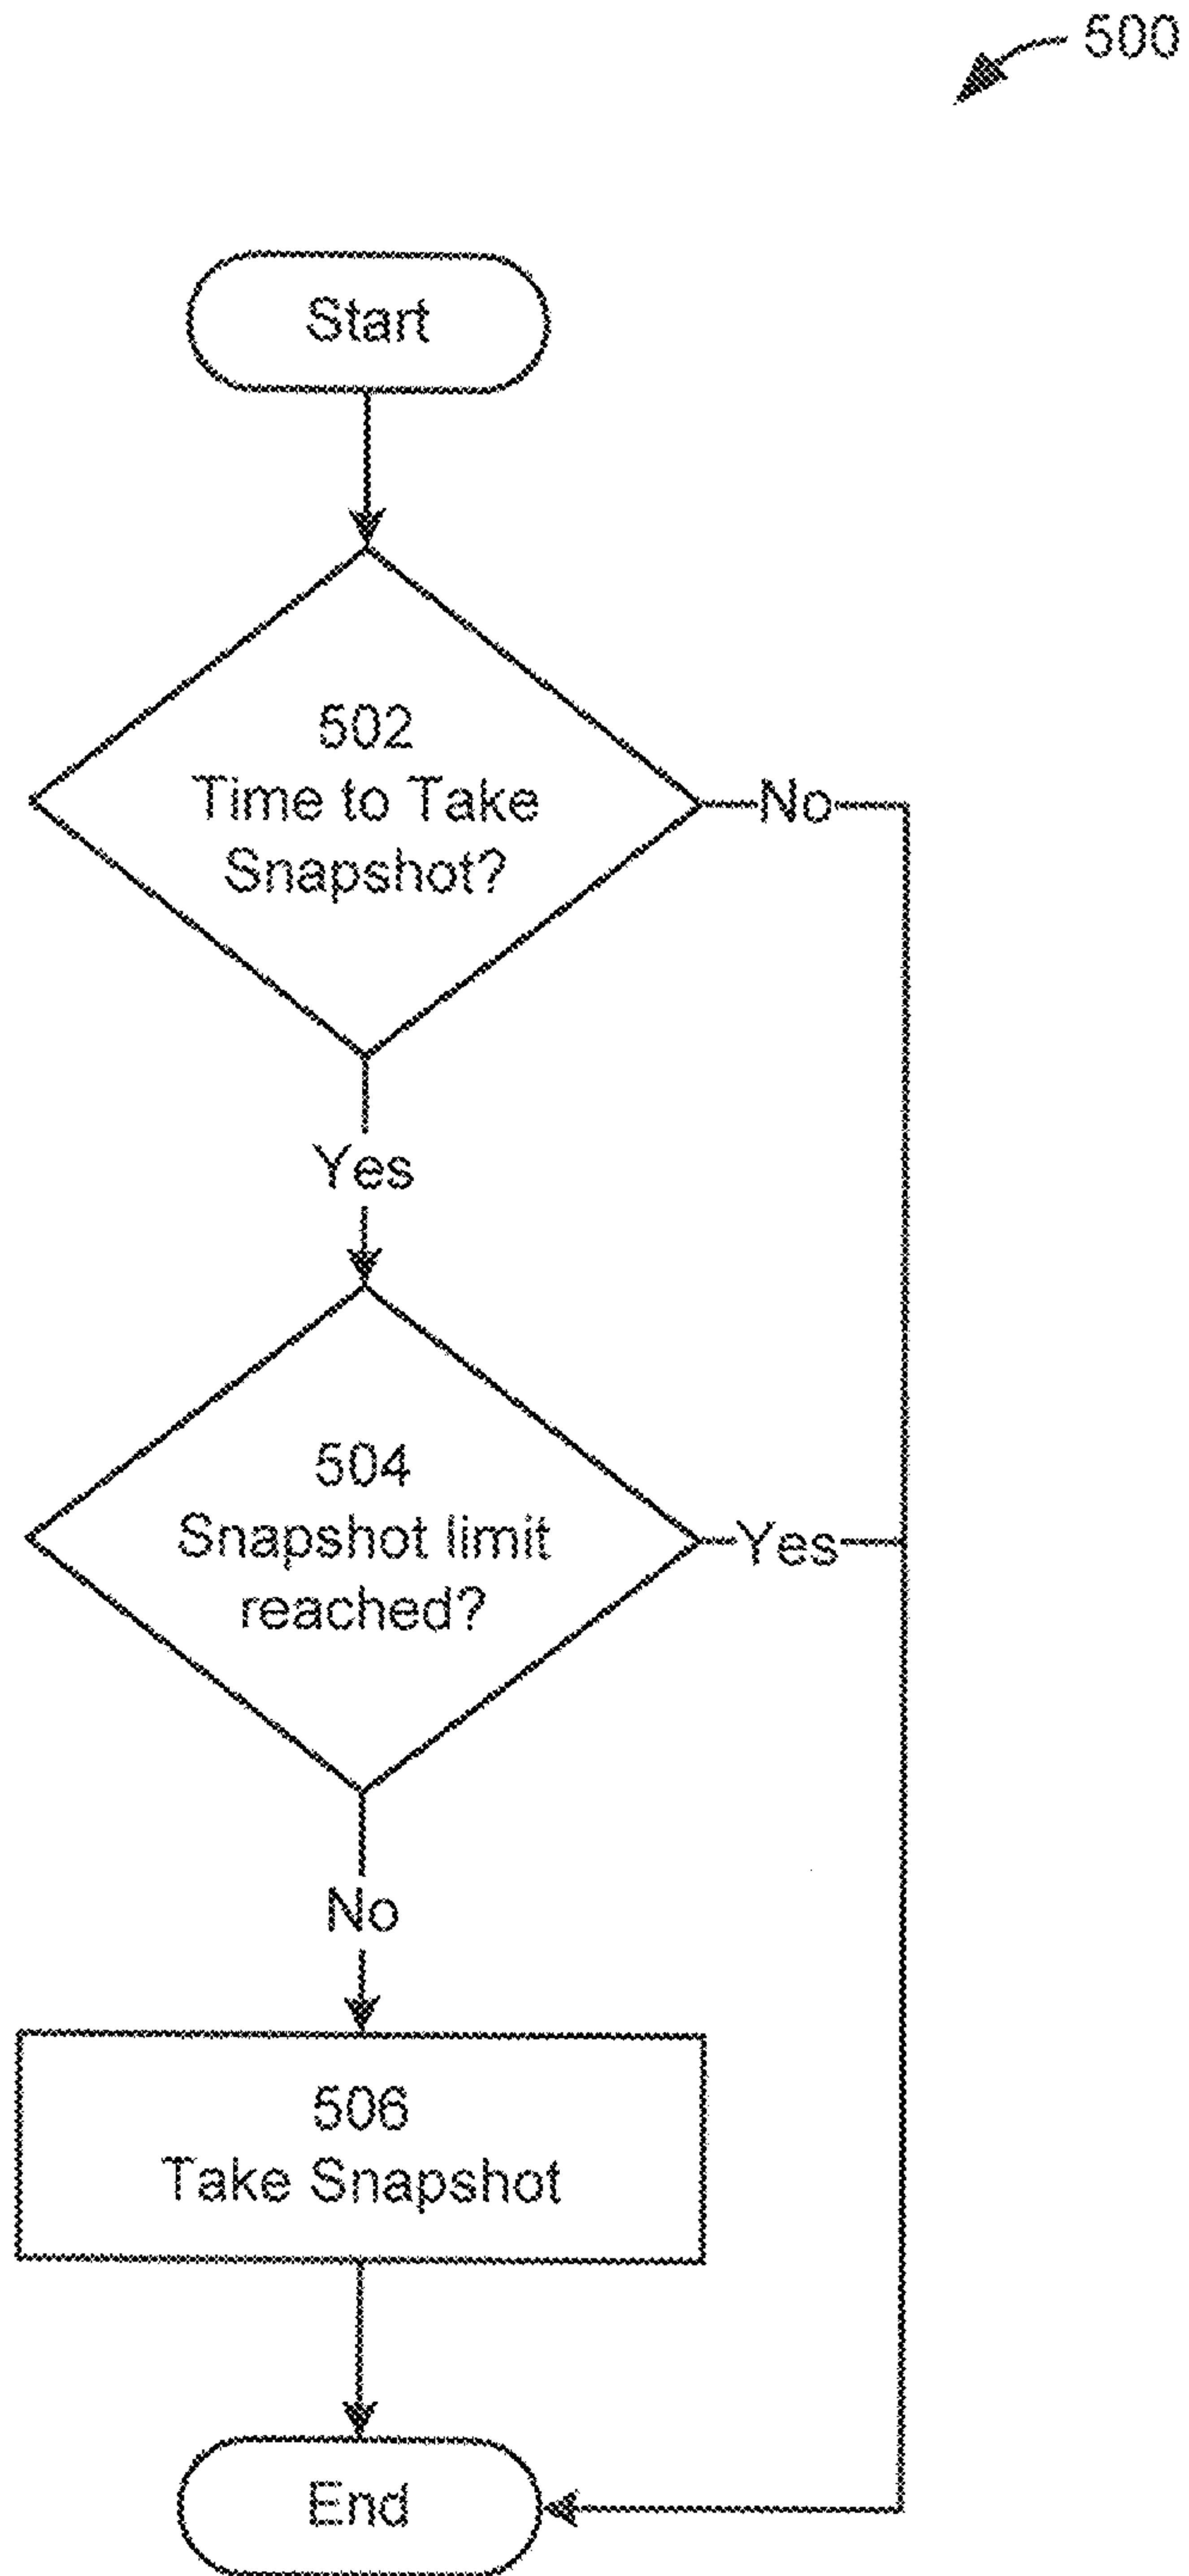 500
Start
502
Time to Take
Snapshot?
No
Yes
504
Snapshot limit
reached?
Yes
No
506
Take Snapshot
End